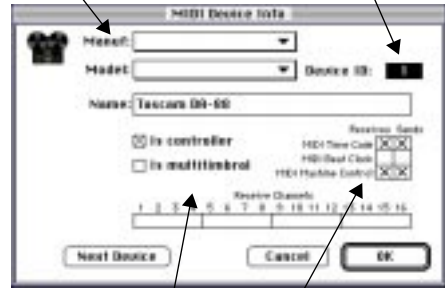 MIDI Device Info
Manuf:
Model:
Device ID:
Name: Tascam DA-88
Is controller
Is multitimbral
Receives Sends
MIDI Time Code
MIDI Beat Clock
MIDI Machine Control
Receive Channels
1 2 3 4 5 6 7 8 9 10 11 12 13 14 15 16
Next Device
Cancel
OK